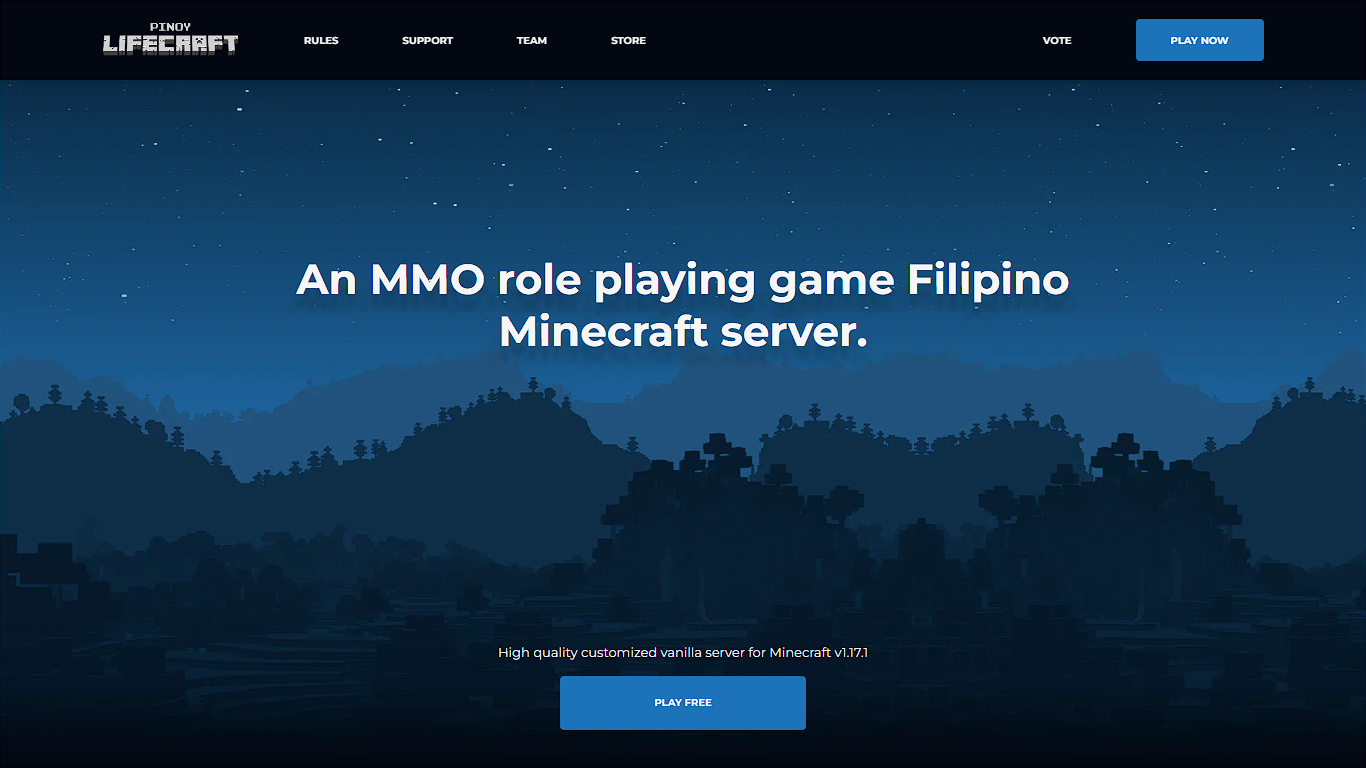 PINOY
LIFECRAFT
RULES
SUPPORT
TEAM
STORE
VOTE
PLAY NOW
An MMO role playing game Filipino
Minecraft server.
High quality customized vanilla server for Minecraft v1.17.1
PLAY FREE